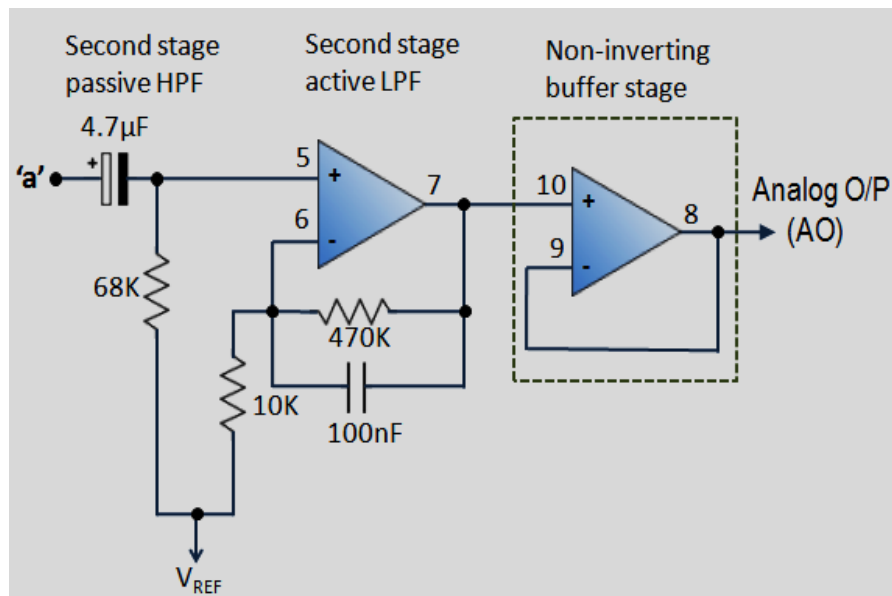 Second stage
passive HPF
Second stage
active LPF
Non-inverting
buffer stage
4.7µF
+
'a'
5
+
7
6
-
10
+
8
9
-
Analog O/P
(AO)
68K
470K
10K
100nF
VREF